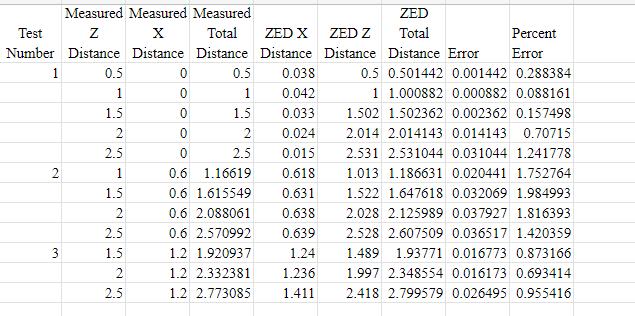 Measured Measured Measured ZED
Test Z X Total ZED X ZED Z Total Percent
Number Distance Distance Distance Distance Distance Distance Error Error
1 0.5 0 0.5 0.038 0.5 0.501442 0.001442 0.288384
1 0 1 0.042 1 1.000882 0.000882 0.088161
1.5 0 1.5 0.033 1.502 1.502362 0.002362 0.157498
2 0 2 0.024 2.014 2.014143 0.014143 0.70715
2.5 0 2.5 0.015 2.531 2.531044 0.031044 1.241778
2 1 0.6 1.16619 0.618 1.013 1.186631 0.020441 1.752764
1.5 0.6 1.615549 0.631 1.522 1.647618 0.032069 1.984993
2 0.6 2.088061 0.638 2.028 2.125989 0.037927 1.816393
2.5 0.6 2.570992 0.639 2.528 2.607509 0.036517 1.420359
3 1.5 1.2 1.920937 1.24 1.489 1.93771 0.016773 0.873166
2 1.2 2.332381 1.236 1.997 2.348554 0.016173 0.693414
2.5 1.2 2.773085 1.411 2.418 2.799579 0.026495 0.955416